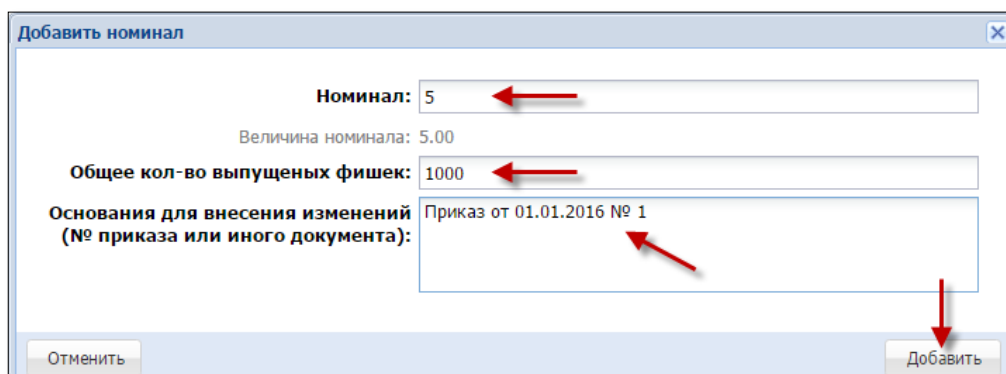 Добавить номинал
Номинал: 5
Величина номинала: 5.00
Общее кол-во выпущеных фишек: 1000
Основания для внесения изменений Приказ от 01.01.2016 № 1
(№ приказа или иного документа):
Отменить Добавить